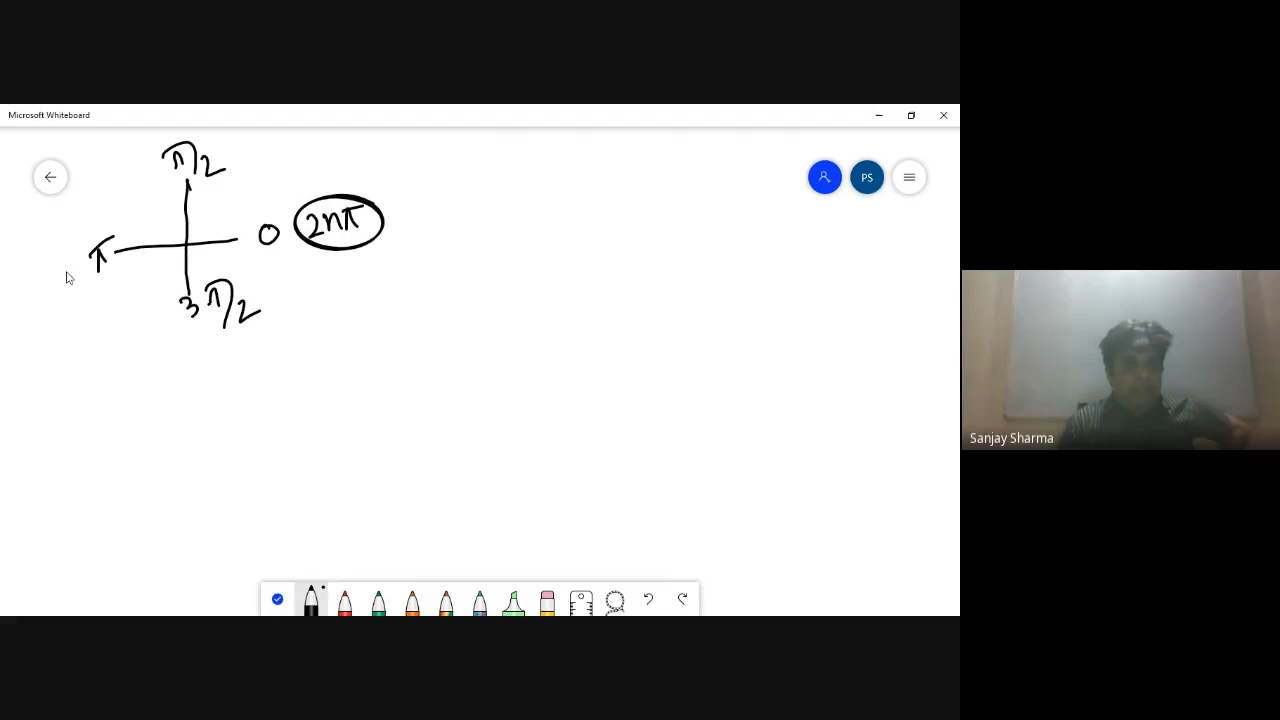 Microsoft Whiteboard
π/2
PS
0 2nπ
π
3π/2
Sanjay Sharma